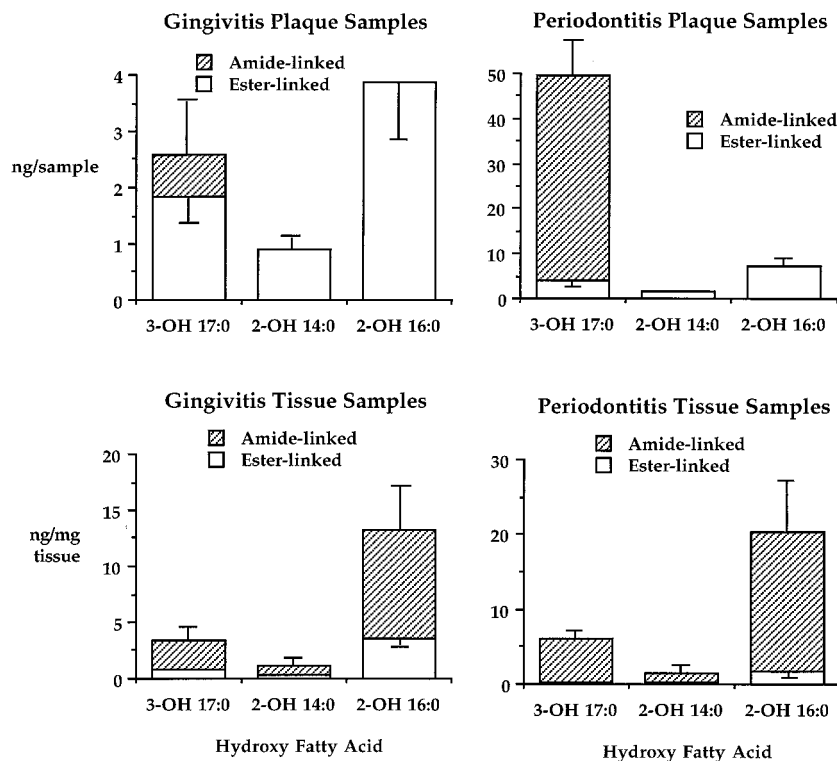 Gingivitis Plaque Samples
Amide-linked
Ester-linked
4
3
2
1
0
ng/sample
3-OH 17:0 2-OH 14:0 2-OH 16:0
Periodontitis Plaque Samples
Amide-linked
Ester-linked
50
40
30
20
10
0
3-OH 17:0 2-OH 14:0 2-OH 16:0
Gingivitis Tissue Samples
Amide-linked
Ester-linked
20
15
10
5
0
ng/mg
tissue
3-OH 17:0 2-OH 14:0 2-OH 16:0
Hydroxy Fatty Acid
Periodontitis Tissue Samples
Amide-linked
Ester-linked
30
20
10
0
3-OH 17:0 2-OH 14:0 2-OH 16:0
Hydroxy Fatty Acid